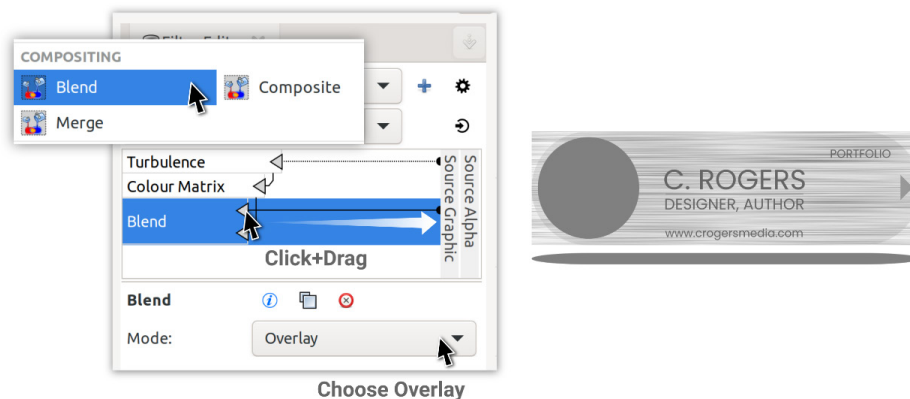 COMPOSITING
Blend
Composite
Merge
Turbulence
Colour Matrix
Blend
Source Graphic
Source Alpha
Click+Drag
Blend
Mode:
Overlay
Choose Overlay
PORTFOLIO
C. ROGERS
DESIGNER, AUTHOR
www.crogersmedia.com